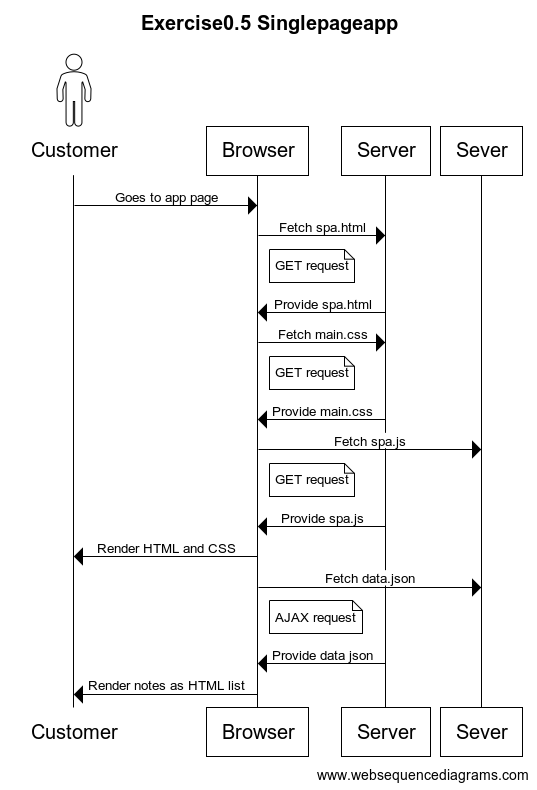 Exercise0.5 Singlepageapp
Customer
Browser
Server
Sever
Goes to app page
Fetch spa.html
GET request
Provide spa.html
Fetch main.css
GET request
Provide main.css
Fetch spa.js
GET request
Provide spa.js
Render HTML and CSS
Fetch data.json
AJAX request
Provide data json
Render notes as HTML list
Customer
Browser
Server
Sever
www.websequencediagrams.com